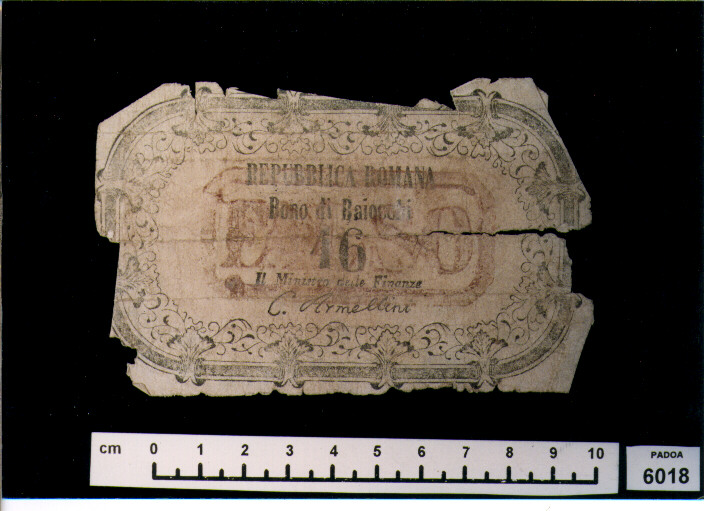 REPUBBLICA ROMANA
Bono di Baiocchi
16
Il Ministro delle Finanze
C. Armellini
cm 0 1 2 3 4 5 6 7 8 9 10
PADOA
6018